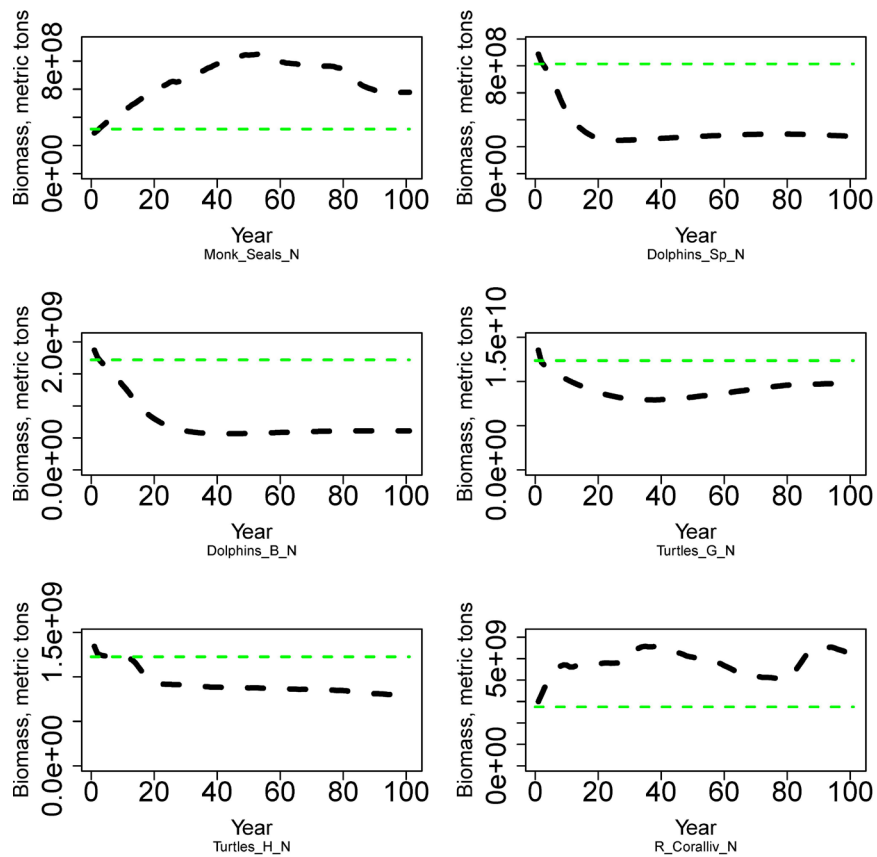 Biomass, metric tons
0e+00 8e+08
0 20 40 60 80 100
Year
Monk_Seals_N
Biomass, metric tons
0e+00 8e+08
0 20 40 60 80 100
Year
Dolphins_Sp_N
Biomass, metric tons
0.0e+00 2.0e+09
0 20 40 60 80 100
Year
Dolphins_B_N
Biomass, metric tons
0.0e+00 1.5e+10
0 20 40 60 80 100
Year
Turtles_G_N
Biomass, metric tons
0.0e+00 1.5e+09
0 20 40 60 80 100
Year
Turtles_H_N
Biomass, metric tons
0e+00 5e+09
0 20 40 60 80 100
Year
R_Coralliv_N